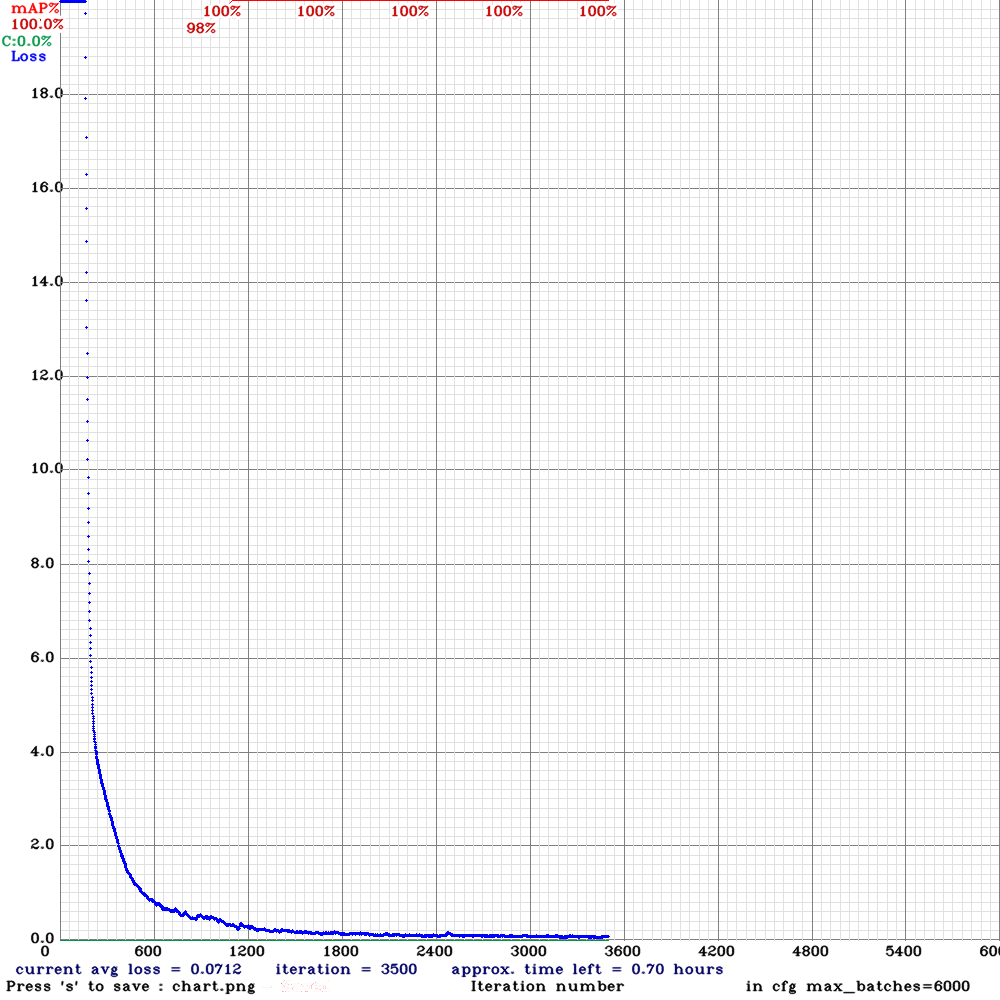 mAP% 100% 100% 100% 100% 100%
100.0% 98%
C:0.0%
Loss
18.0
16.0
14.0
12.0
10.0
8.0
6.0
4.0
2.0
0.0
0 600 1200 1800 2400 3000 3600 4200 4800 5400 600
current avg loss = 0.0712 iteration = 3500 approx. time left = 0.70 hours
Press 's' to save : chart.png Iteration number in cfg max_batches=6000